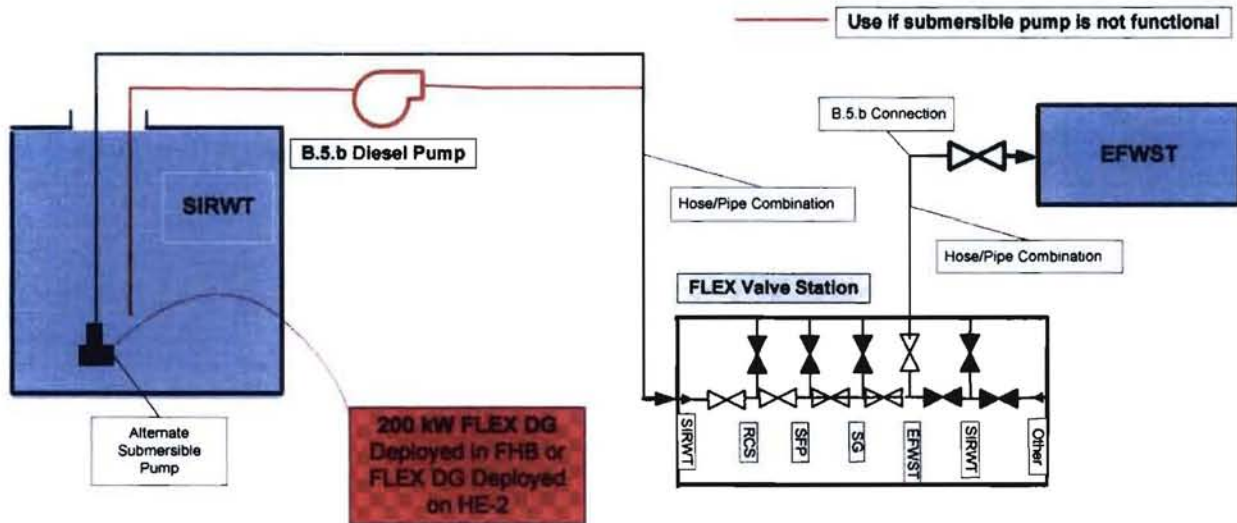 Use if submersible pump is not functional
B.5.b Connection
B.5.b Diesel Pump
EFWST
SIRWT
Hose/Pipe Combination
Hose/Pipe Combination
FLEX Valve Station
Alternate
Submersible
Pump
200 kW FLEX DG
Deployed in FHB or
FLEX DG Deployed
on HE-2
SIRWT
RCS
SFP
SG
EFWST
SIRWT
Other